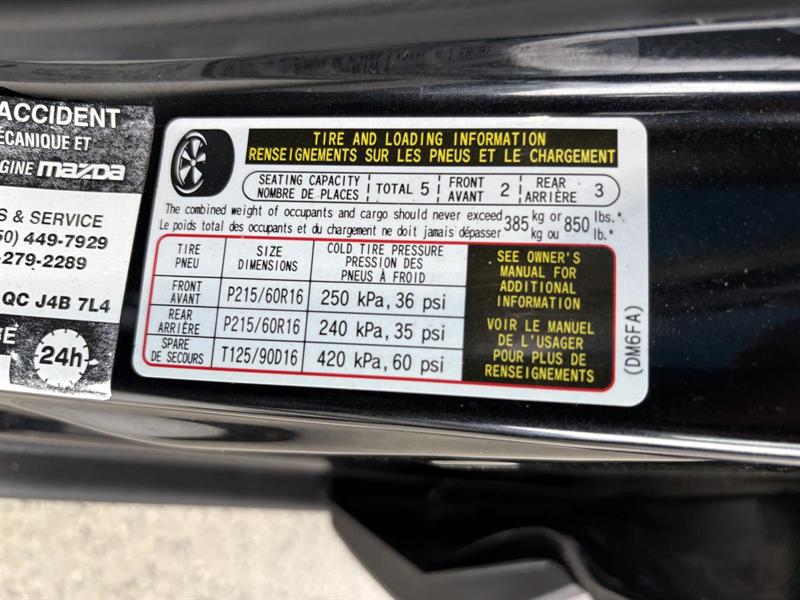 ACCIDENT
ÉCANIQUE ET
GINE mazda
S & SERVICE
0) 449-7929
-279-2289
QC J4B 7L4
GE
24h
TIRE AND LOADING INFORMATION
RENSEIGNEMENTS SUR LES PNEUS ET LE CHARGEMENT
SEATING CAPACITY
NOMBRE DE PLACES
TOTAL 5
FRONT
AVANT
2
REAR
ARRIÈRE
3
The combined weight of occupants and cargo should never exceed 385 kg or 850 lbs.*.
Le poids total des occupants et du chargement ne doit jamais dépasser kg ou lb.*.
TIRE
PNEU
SIZE
DIMENSIONS
COLD TIRE PRESSURE
PRESSION DES
PNEUS À FROID
FRONT
AVANT
P215/60R16
250 kPa, 36 psi
REAR
ARRIÈRE
P215/60R16
240 kPa, 35 psi
SPARE
DE SECOURS
T125/90D16
420 kPa, 60 psi
SEE OWNER'S
MANUAL FOR
ADDITIONAL
INFORMATION
VOIR LE MANUEL
DE L'USAGER
POUR PLUS DE
RENSEIGNEMENTS
(DM6FA)